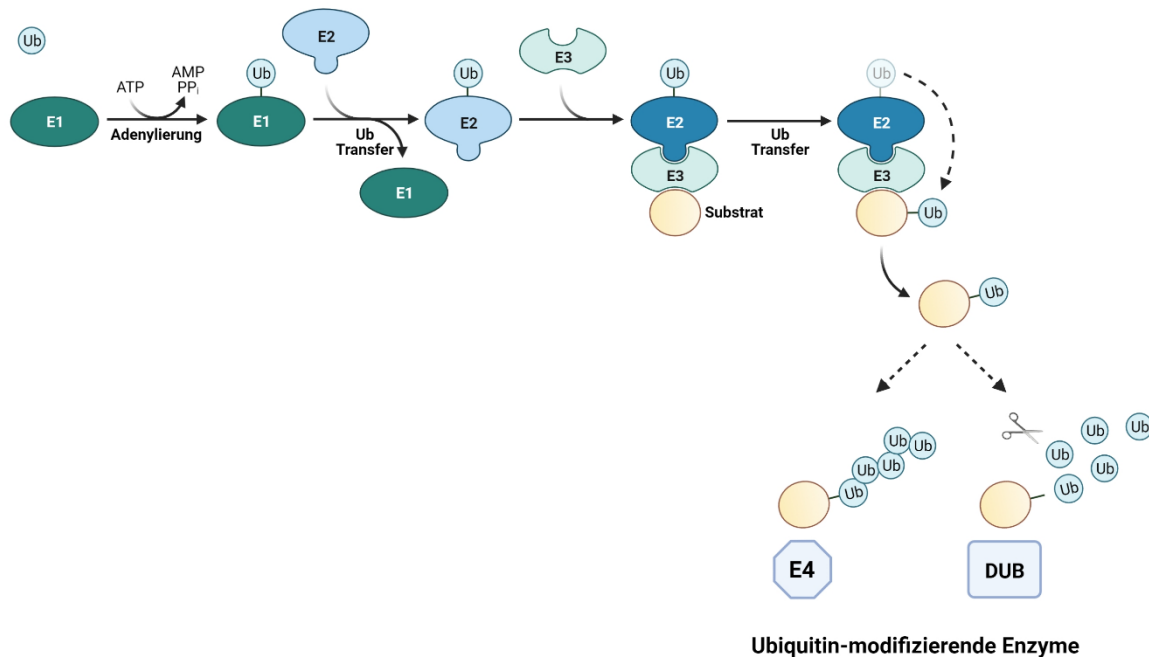 Ub
E1
ATP
AMP
PPi
Adenylierung
Ub
E1
E2
Ub
Transfer
E1
Ub
E2
E3
Ub
E2
E3
Substrat
Ub
Transfer
Ub
E2
E3
Ub
Ub
Ub
Ub
Ub
Ub
Ub
E4
Ub
Ub
Ub
Ub
Ub
DUB
Ubiquitin-modifizierende Enzyme